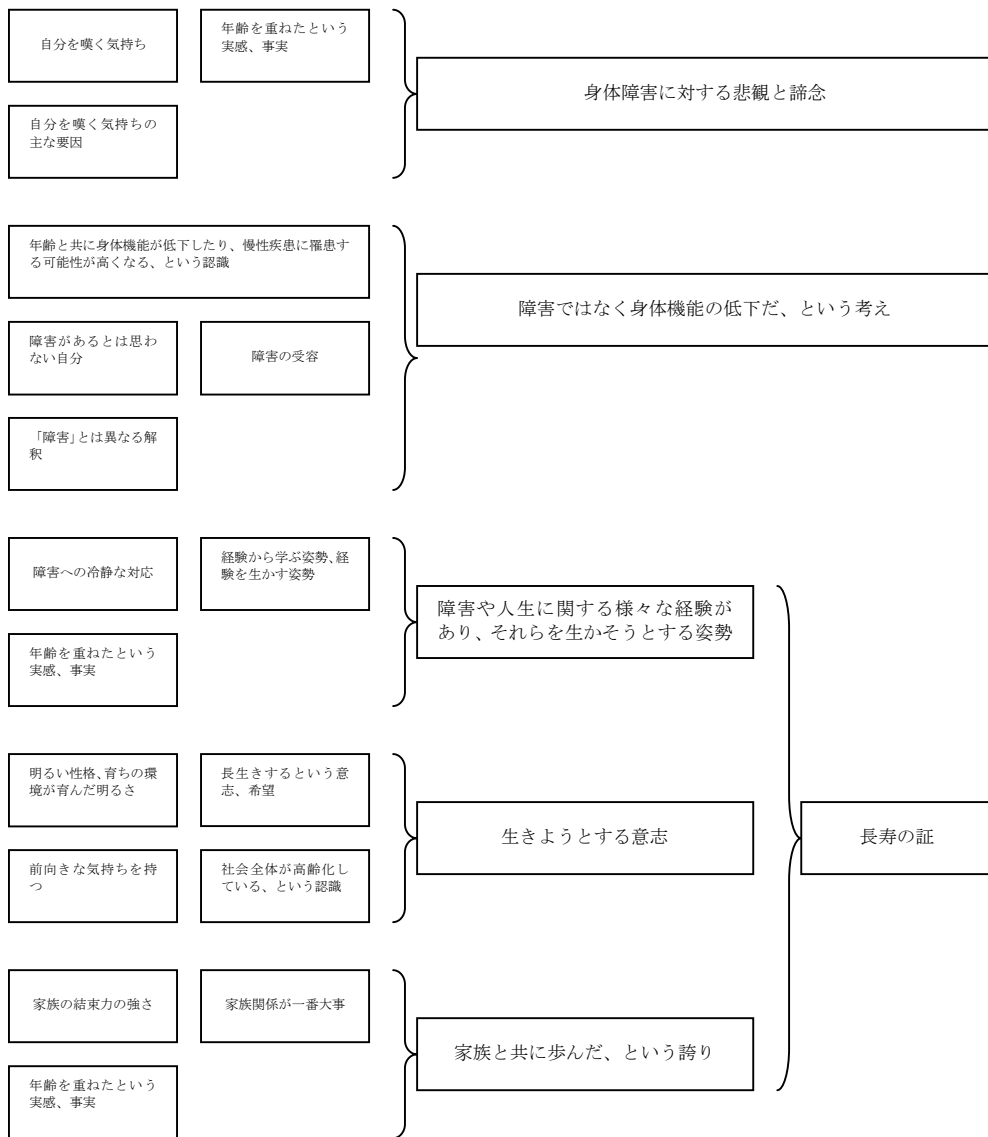 自分を嘆く気持ち
年齢を重ねたという
実感、事実
自分を嘆く気持ちの
主な要因
身体障害に対する悲観と諦念
年齢と共に身体機能が低下したり、慢性疾患に罹患す
る可能性が高くなる、という認識
障害があるとは思わ
ない自分
障害の受容
「障害」とは異なる解
釈
障害ではなく身体機能の低下だ、という考え
障害への冷静な対応
経験から学ぶ姿勢、経
験を生かす姿勢
年齢を重ねたという
実感、事実
障害や人生に関する様々な経験が
あり、それらを生かそうとする姿勢
明るい性格、育ちの環
境が育んだ明るさ
長生きするという意
志、希望
前向きな気持ちを持
つ
社会全体が高齢化し
ている、という認識
生きようとする意志
家族の結束力の強さ
家族関係が一番大事
年齢を重ねたという
実感、事実
家族と共に歩んだ、という誇り
長寿の証